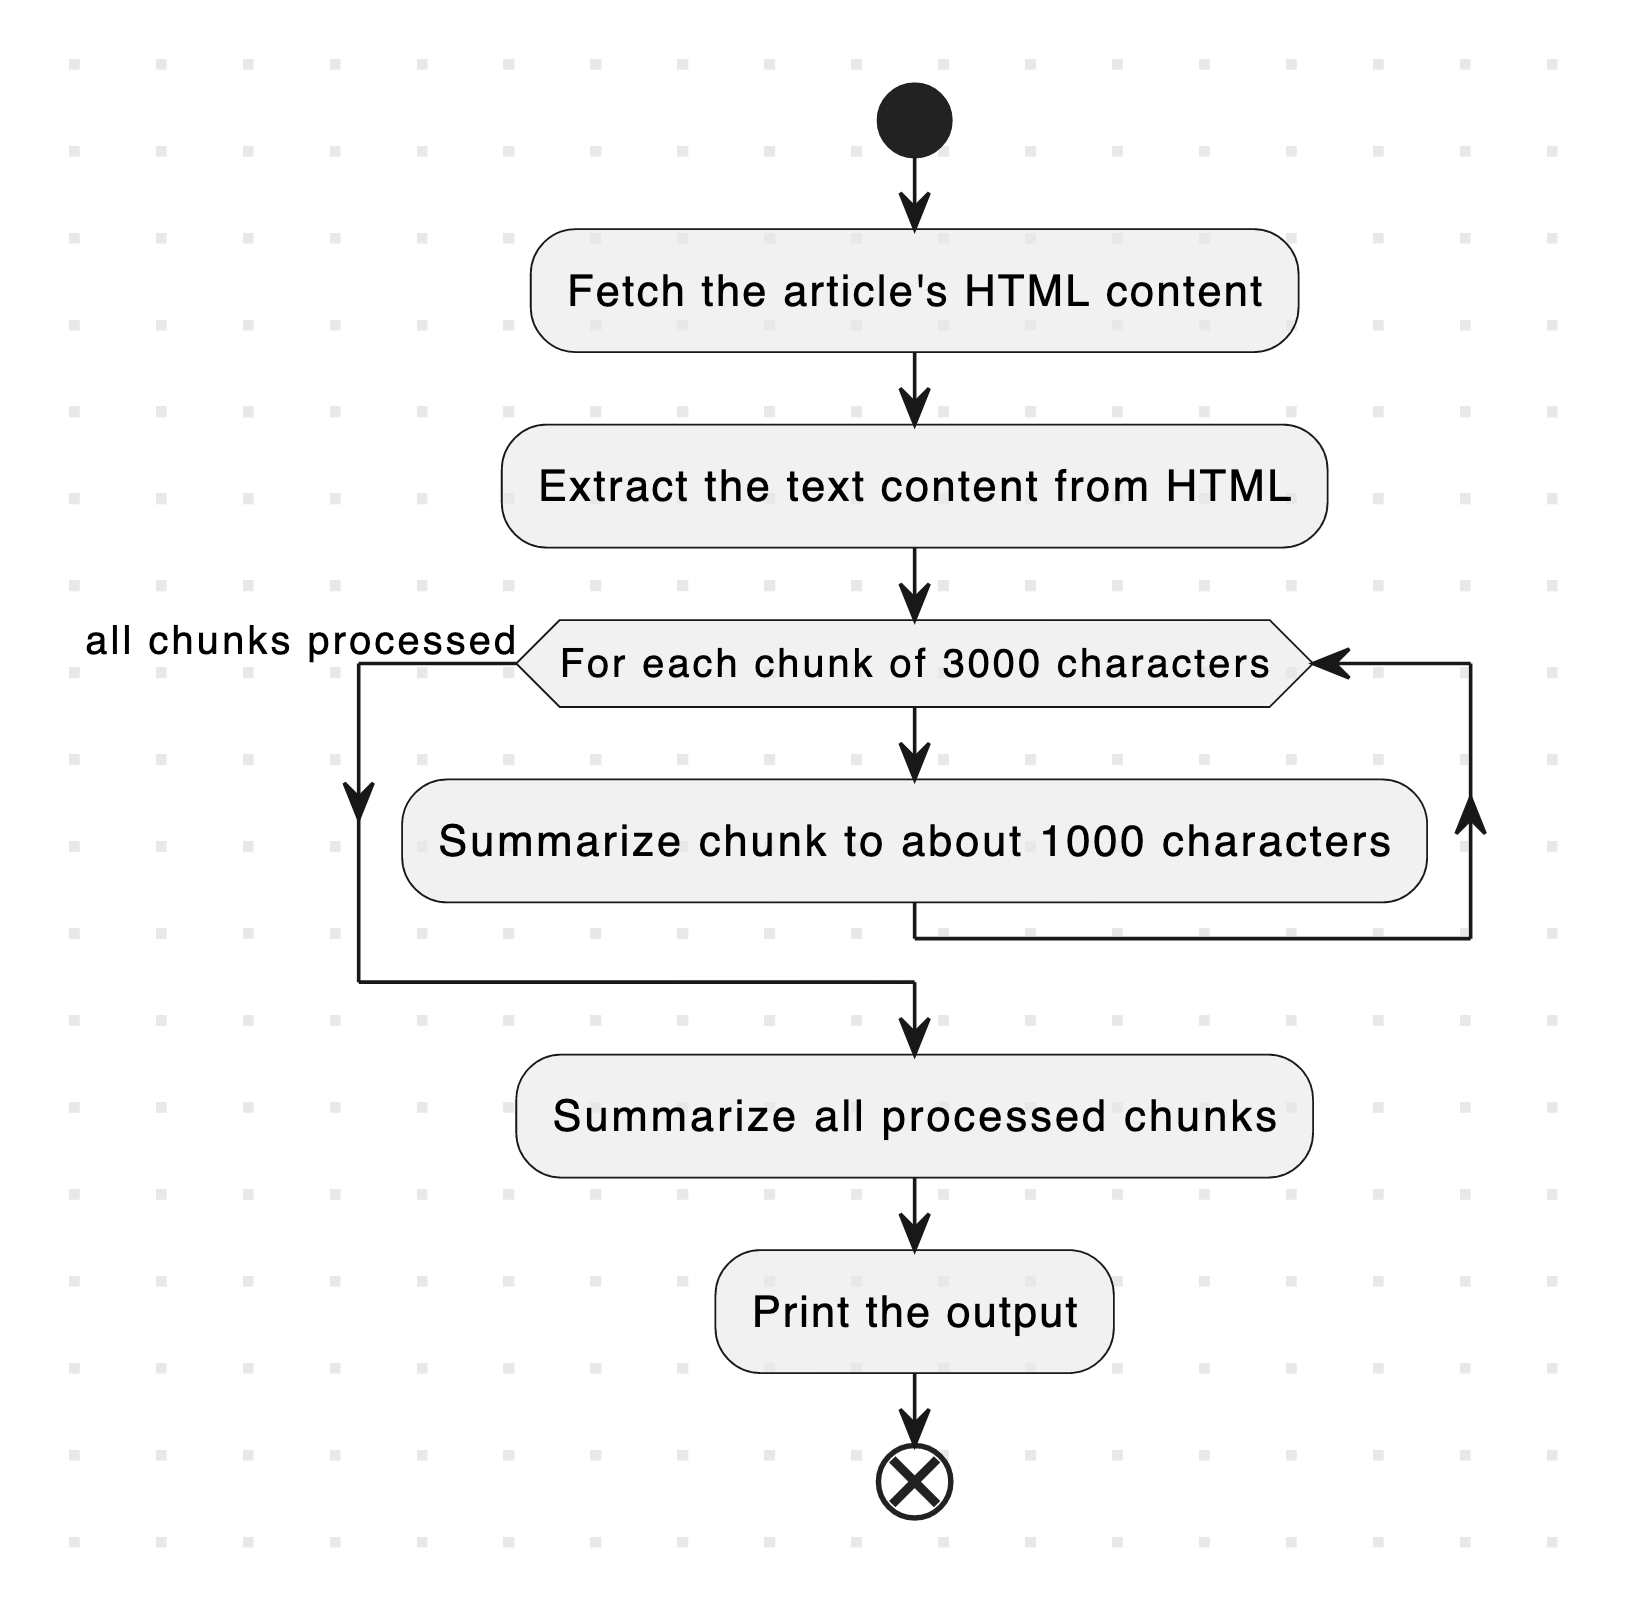 Fetch the article's HTML content
Extract the text content from HTML
all chunks processed
For each chunk of 3000 characters
Summarize chunk to about 1000 characters
Summarize all processed chunks
Print the output